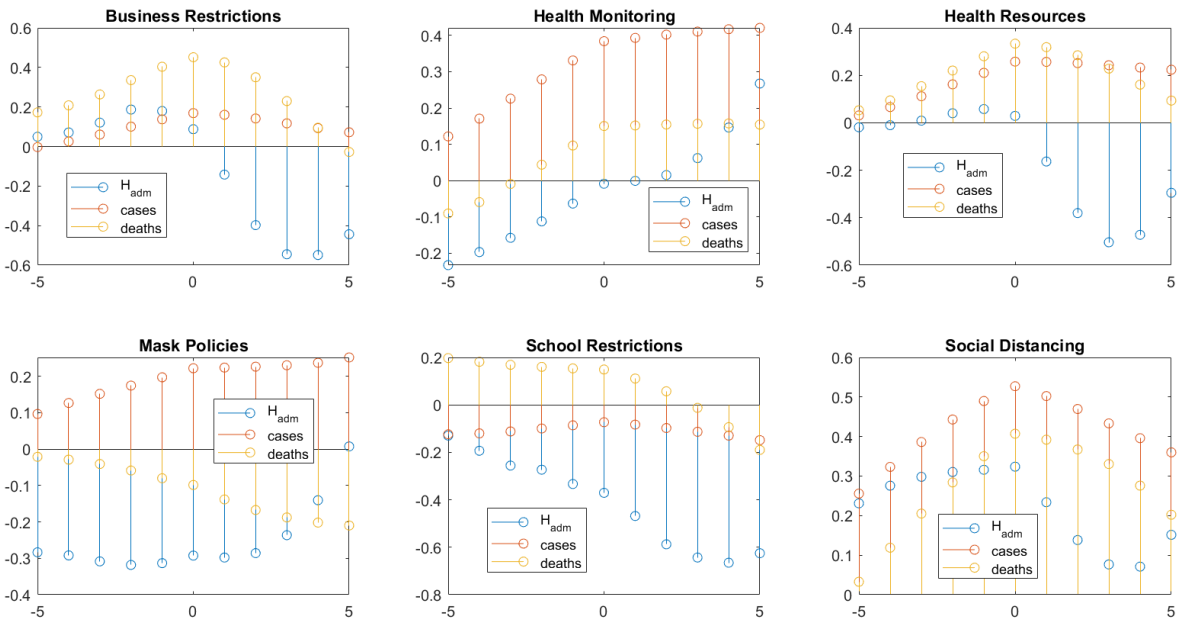 Business Restrictions
0.6
0.4
0.2
0
-0.2
-0.4
-0.6
-5
0
5
H_adm
cases
deaths
Health Monitoring
0.4
0.3
0.2
0.1
0
-0.1
-0.2
-5
0
5
H_adm
cases
deaths
Health Resources
0.4
0.2
0
-0.2
-0.4
-0.6
-5
0
5
H_adm
cases
deaths
Mask Policies
0.2
0.1
0
-0.1
-0.2
-0.3
-0.4
-5
0
5
H_adm
cases
deaths
School Restrictions
0.2
0
-0.2
-0.4
-0.6
-0.8
-5
0
5
H_adm
cases
deaths
Social Distancing
0.6
0.5
0.4
0.3
0.2
0.1
0
-5
0
5
H_adm
cases
deaths